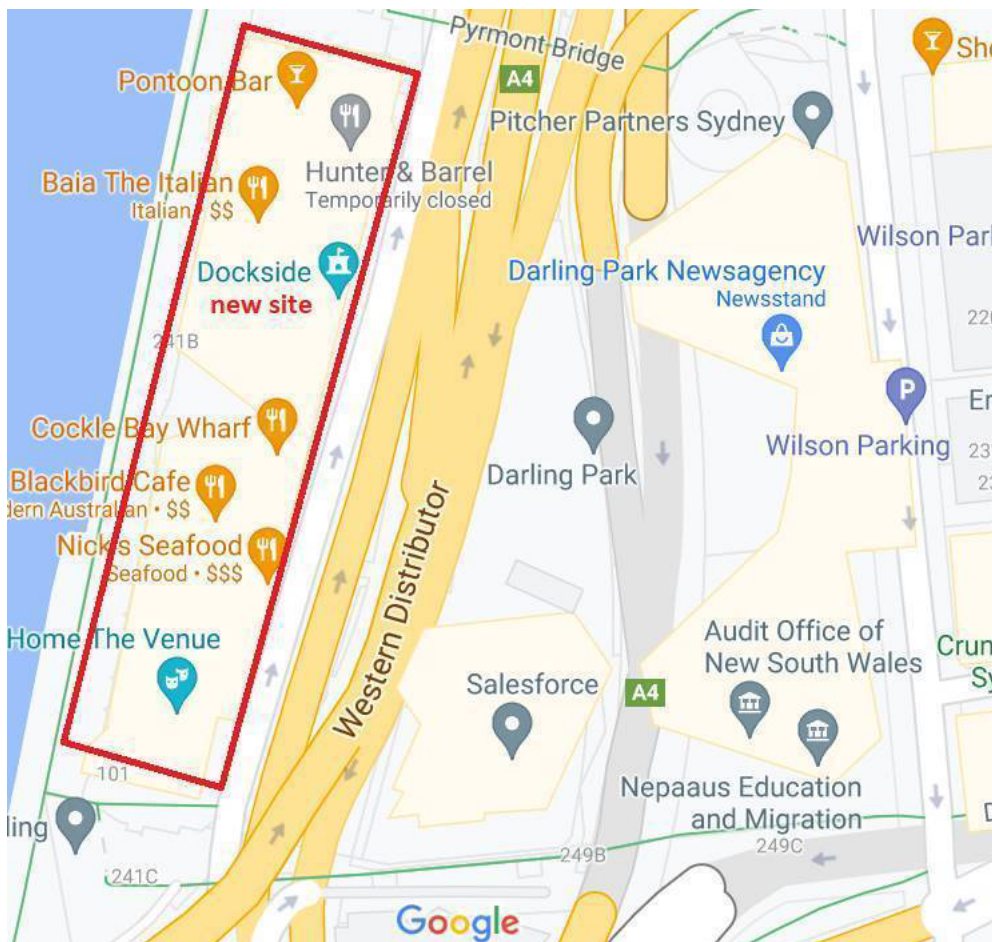 Pyrmont Bridge
A4
Pontoon Bar
Hunter & Barrel
Temporarily closed
Baia The Italian
Italian • $$
Dockside
new site
241B
Pitcher Partners Sydney
Wilson
Darling Park Newsagency
Newsstand
Cockle Bay Wharf
Blackbird Cafe
Australian • $$
Nick's Seafood
Seafood • $$$
Darling Park
P
Wilson Parking
Western Distributor
Home The Venue
Salesforce
A4
Audit Office of
New South Wales
Nepaaus Education
and Migration
101
241C
249B
249C
Google